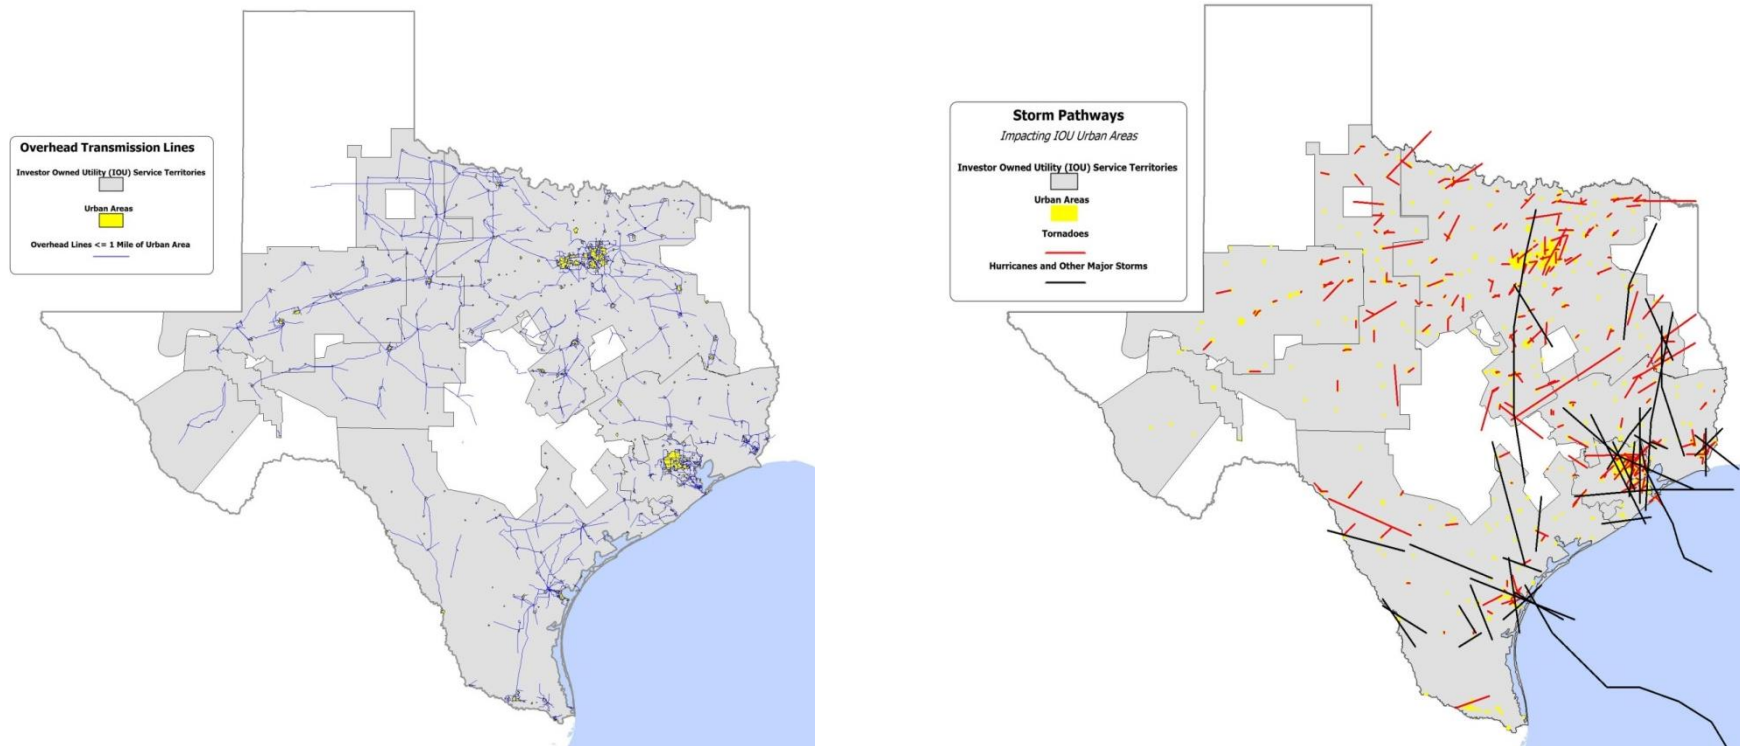 Overhead Transmission Lines
Investor Owned Utility (IOU) Service Territories
Urban Areas
Overhead Lines <= 1 Mile of Urban Area
Storm Pathways
Impacting IOU Urban Areas
Investor Owned Utility (IOU) Service Territories
Urban Areas
Tornadoes
Hurricanes and Other Major Storms